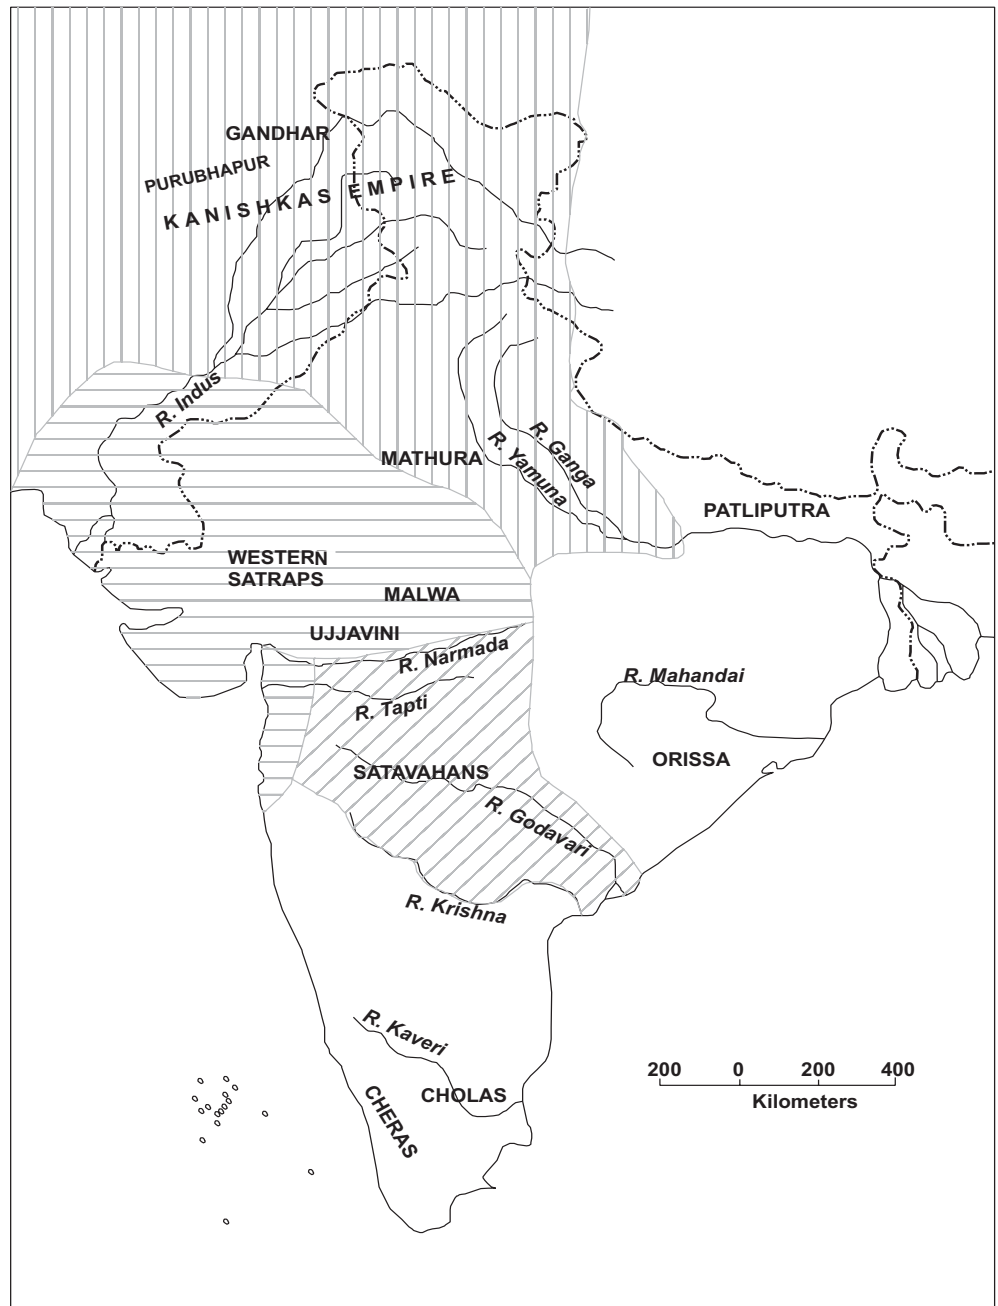 GANDHAR
PURUBHAPUR
KANISHKAS EMPIRE
R. Indus
MATHURA
R. Ganga
R. Yamuna
PATLIPUTRA
WESTERN
SATRAPS
MALWA
UJJAVINI
R. Narmada
R. Mahandai
R. Tapti
ORISSA
SATAVAHANS
R. Godavari
R. Krishna
R. Kaveri
CHOLAS
CHERAS
200 0 200 400
Kilometers